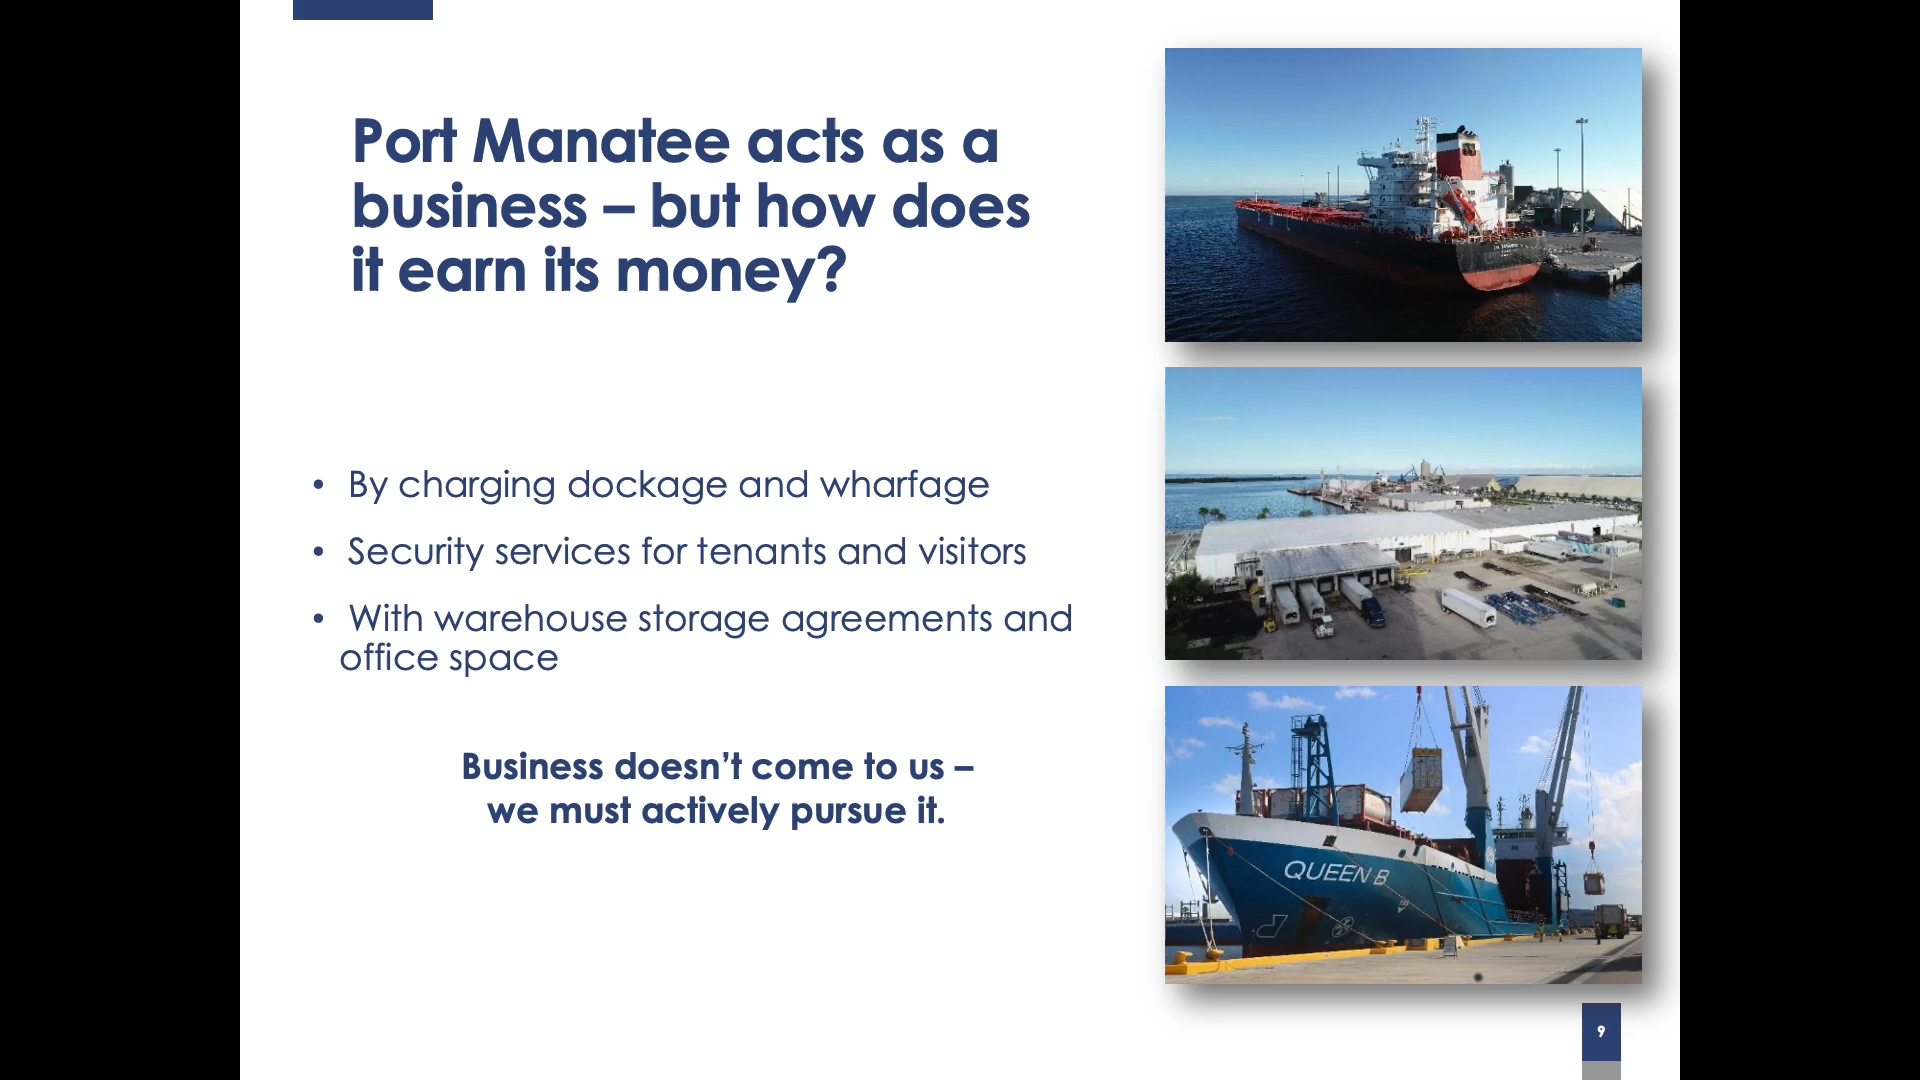 Port Manatee acts as a
business – but how does
it earn its money?
• By charging dockage and wharfage
• Security services for tenants and visitors
• With warehouse storage agreements and
office space
Business doesn’t come to us –
we must actively pursue it.
QUEEN B
9